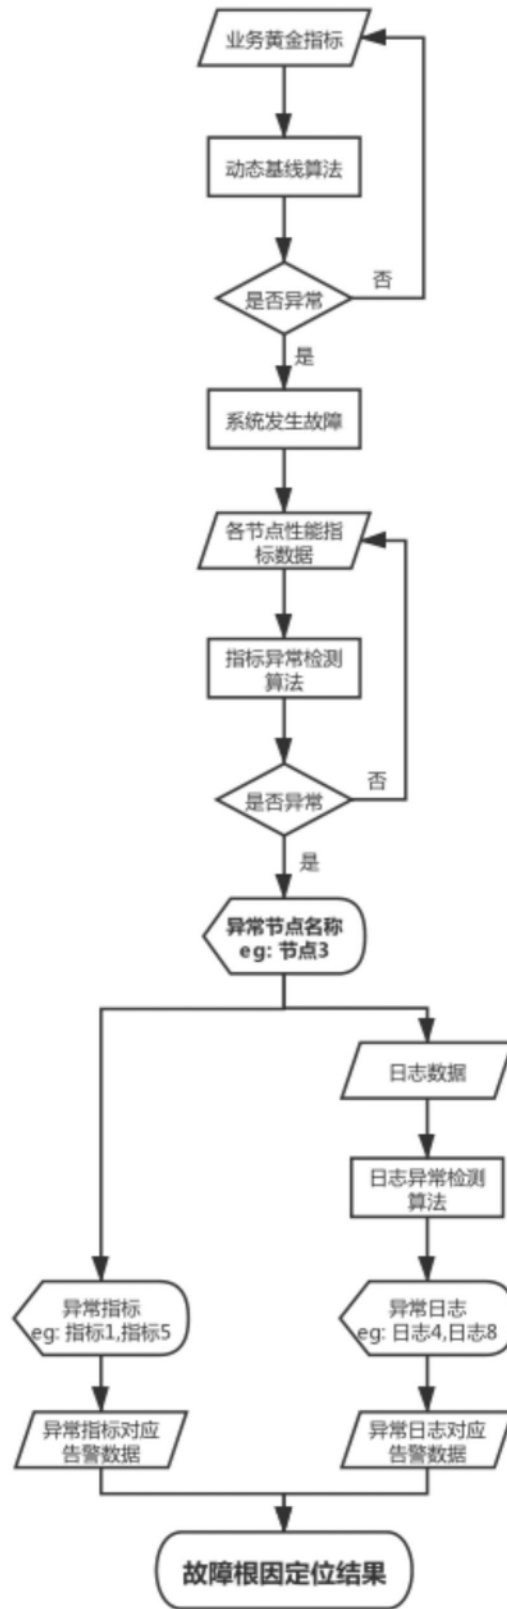 业务黄金指标
动态基线算法
是否异常
否
是
系统发生故障
各节点性能指
标数据
指标异常检测
算法
是否异常
否
是
异常节点名称
eg: 节点3
日志数据
日志异常检测
算法
异常指标
eg: 指标1,指标5
异常日志
eg: 日志4,日志8
异常指标对应
告警数据
异常日志对应
告警数据
故障根因定位结果